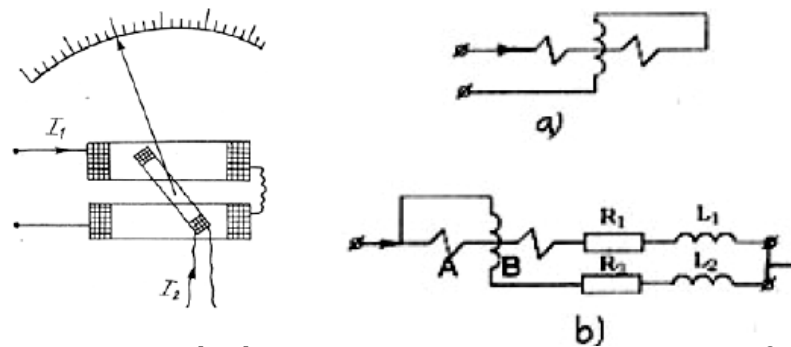 I₁
I₂
a)
A B
R₁ L₁
R₂ L₂
b)